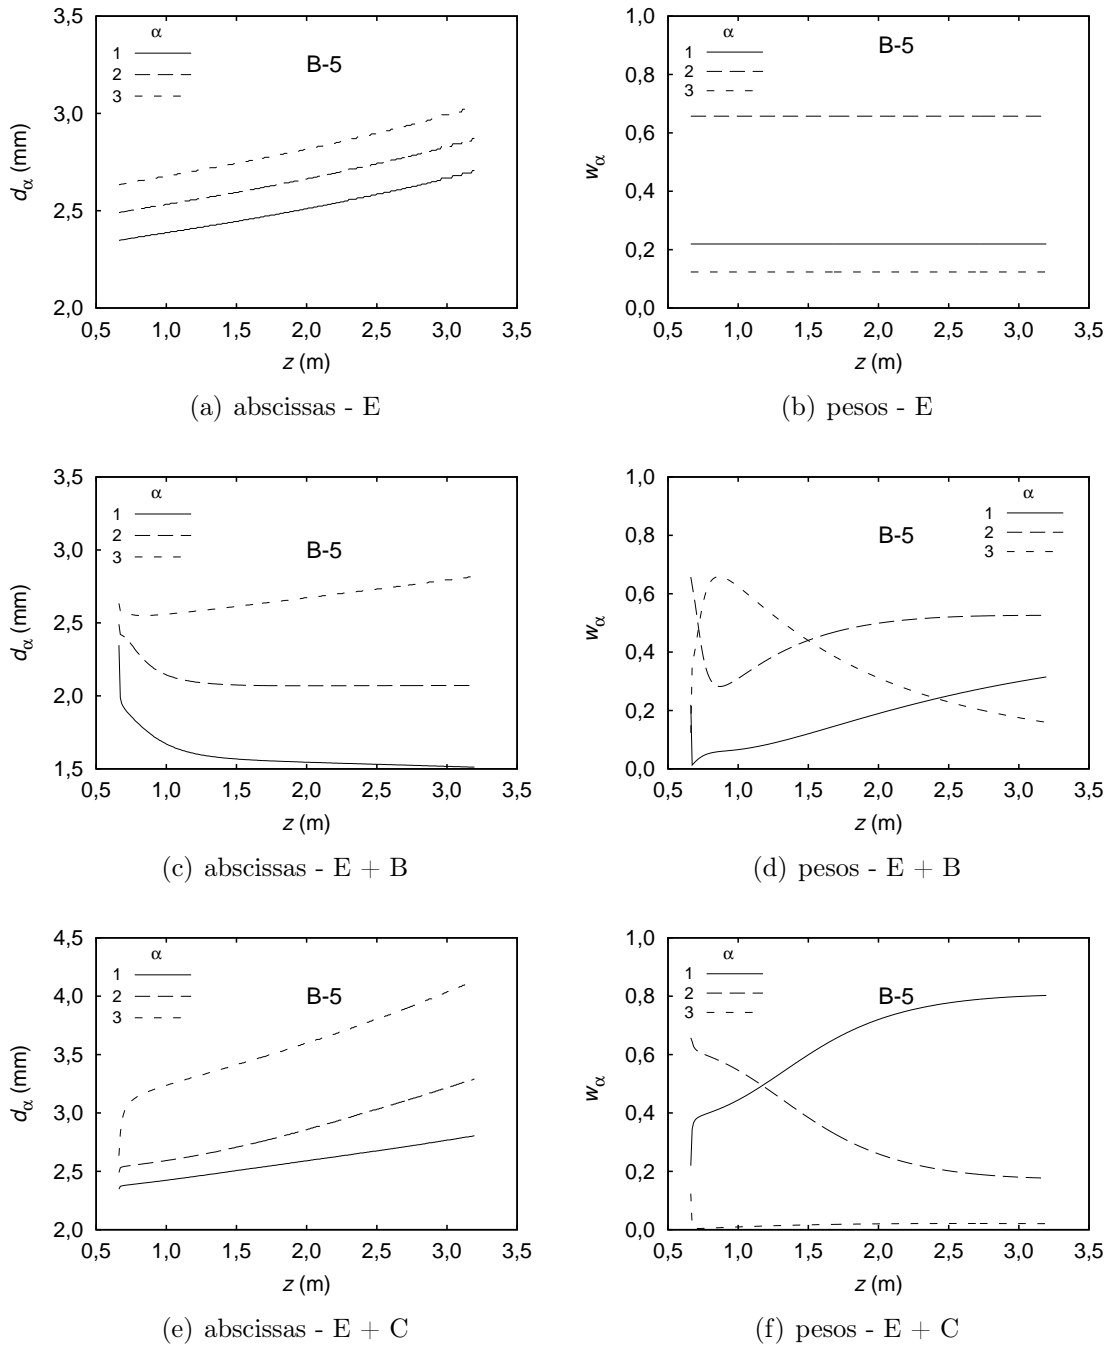 3,5
3,0
2,5
2,0
d_α (mm)
α
1
2
3
B-5
0,5 1,0 1,5 2,0 2,5 3,0 3,5
z (m)
(a) abscissas - E
1,0
0,8
0,6
0,4
0,2
0,0
w_α
α
1
2
3
B-5
0,5 1,0 1,5 2,0 2,5 3,0 3,5
z (m)
(b) pesos - E
3,5
3,0
2,5
2,0
1,5
d_α (mm)
α
1
2
3
B-5
0,5 1,0 1,5 2,0 2,5 3,0 3,5
z (m)
(c) abscissas - E + B
1,0
0,8
0,6
0,4
0,2
0,0
w_α
α
1
2
3
B-5
0,5 1,0 1,5 2,0 2,5 3,0 3,5
z (m)
(d) pesos - E + B
4,5
4,0
3,5
3,0
2,5
2,0
d_α (mm)
α
1
2
3
B-5
0,5 1,0 1,5 2,0 2,5 3,0 3,5
z (m)
(e) abscissas - E + C
1,0
0,8
0,6
0,4
0,2
0,0
w_α
α
1
2
3
B-5
0,5 1,0 1,5 2,0 2,5 3,0 3,5
z (m)
(f) pesos - E + C